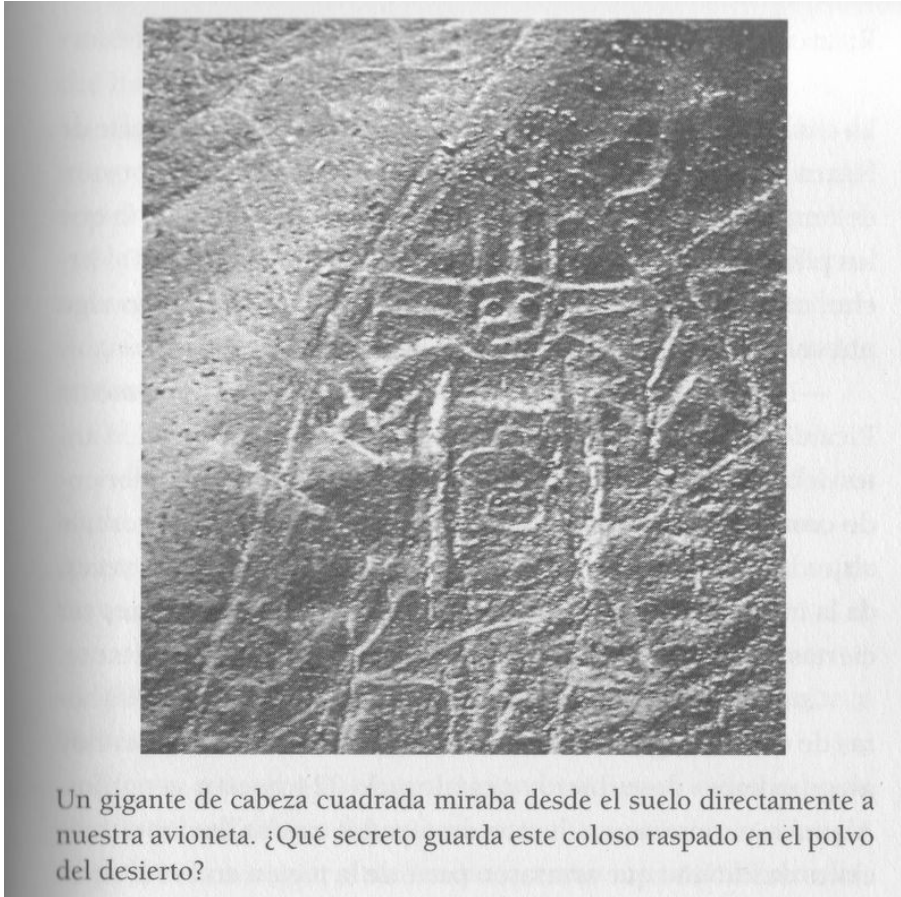 Un gigante de cabeza cuadrada miraba desde el suelo directamente a
nuestra avioneta. ¿Qué secreto guarda este coloso raspado en el polvo
del desierto?